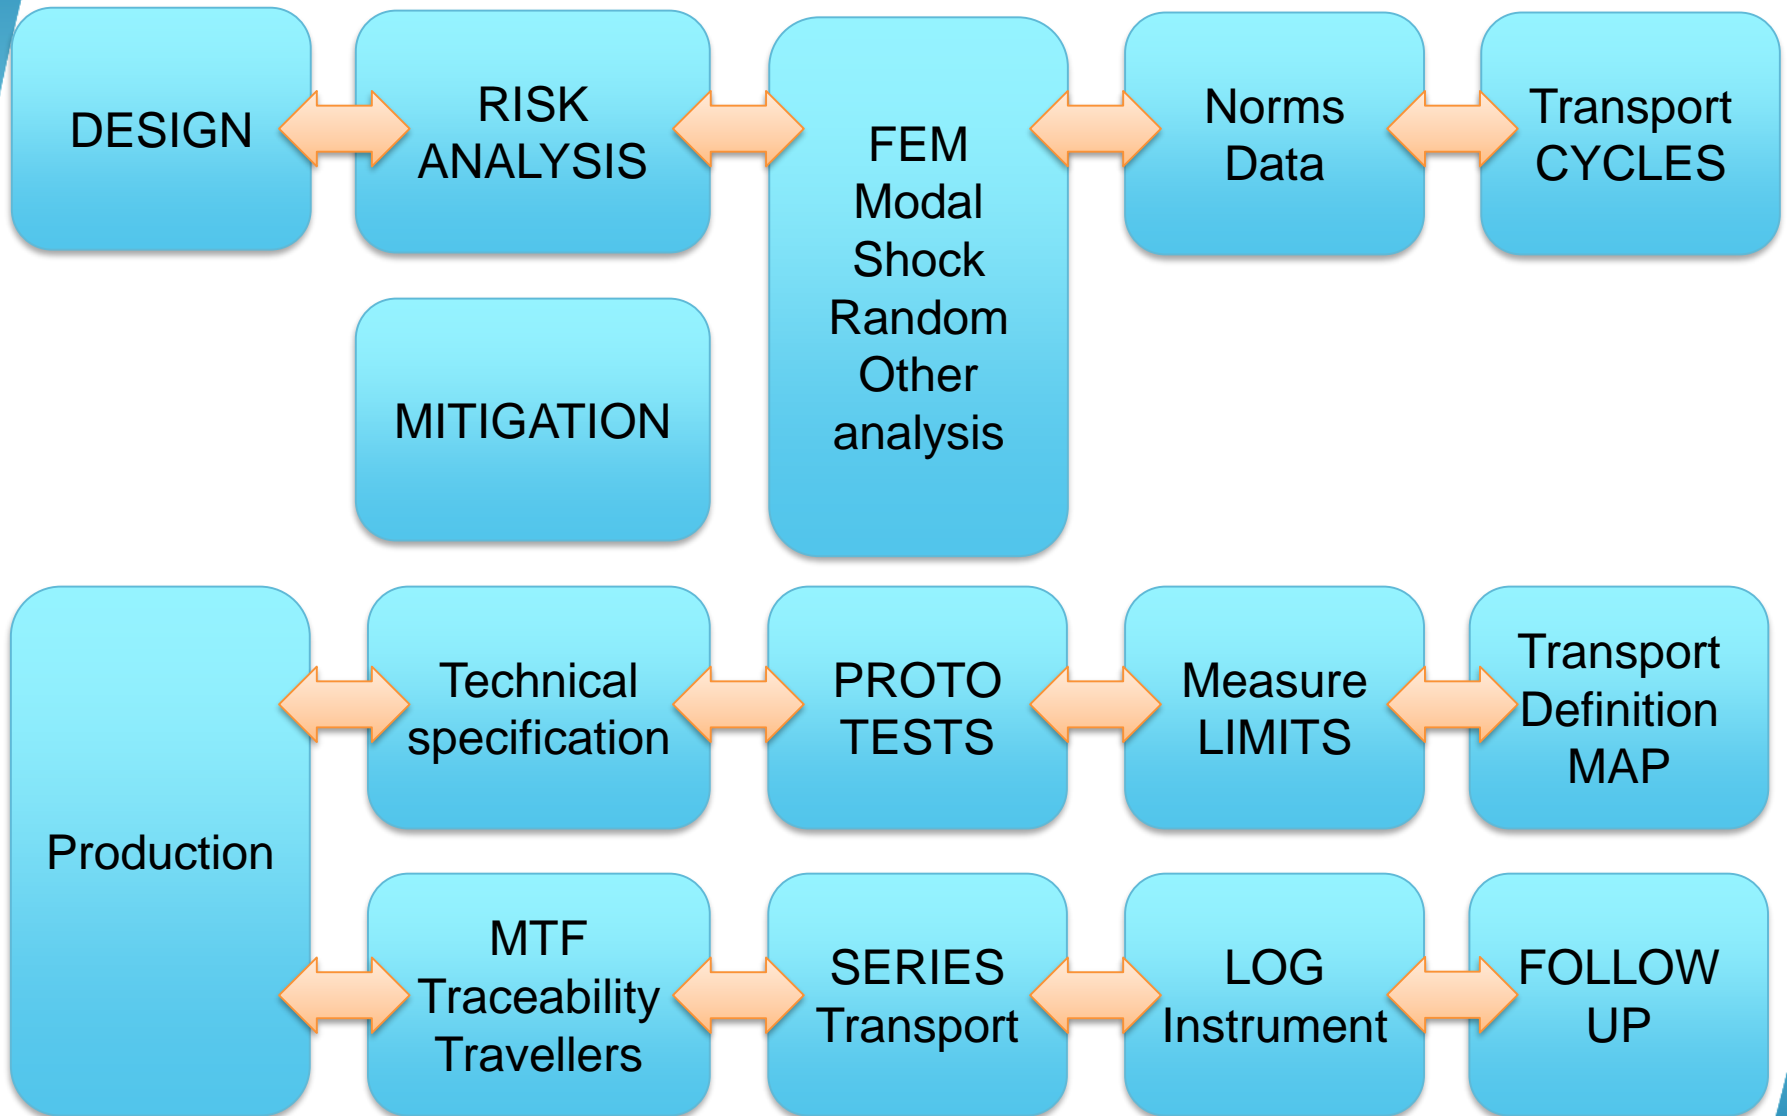 DESIGN
RISK
ANALYSIS
FEM
Modal
Shock
Random
Other
analysis
Norms
Data
Transport
CYCLES
MITIGATION
Production
Technical
specification
PROTO
TESTS
Measure
LIMITS
Transport
Definition
MAP
MTF
Traceability
Travellers
SERIES
Transport
LOG
Instrument
FOLLOW
UP